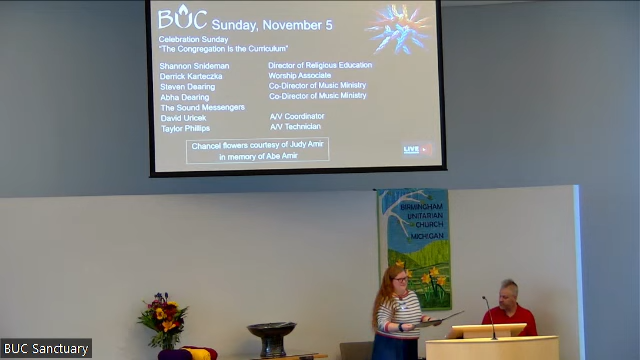 BUC Sunday, November 5
Celebration Sunday
"The Congregation Is the Curriculum"
Shannon Snideman Director of Religious Education
Derrick Karteczka Worship Associate
Steven Dearing Co-Director of Music Ministry
Abha Dearing Co-Director of Music Ministry
The Sound Messengers
David Uricek A/V Coordinator
Taylor Phillips A/V Technician
Chancel flowers courtesy of Judy Amir
in memory of Abe Amir
LIVE
BIRMINGHAM
UNITARIAN
CHURCH
MICHIGAN
BUC Sanctuary